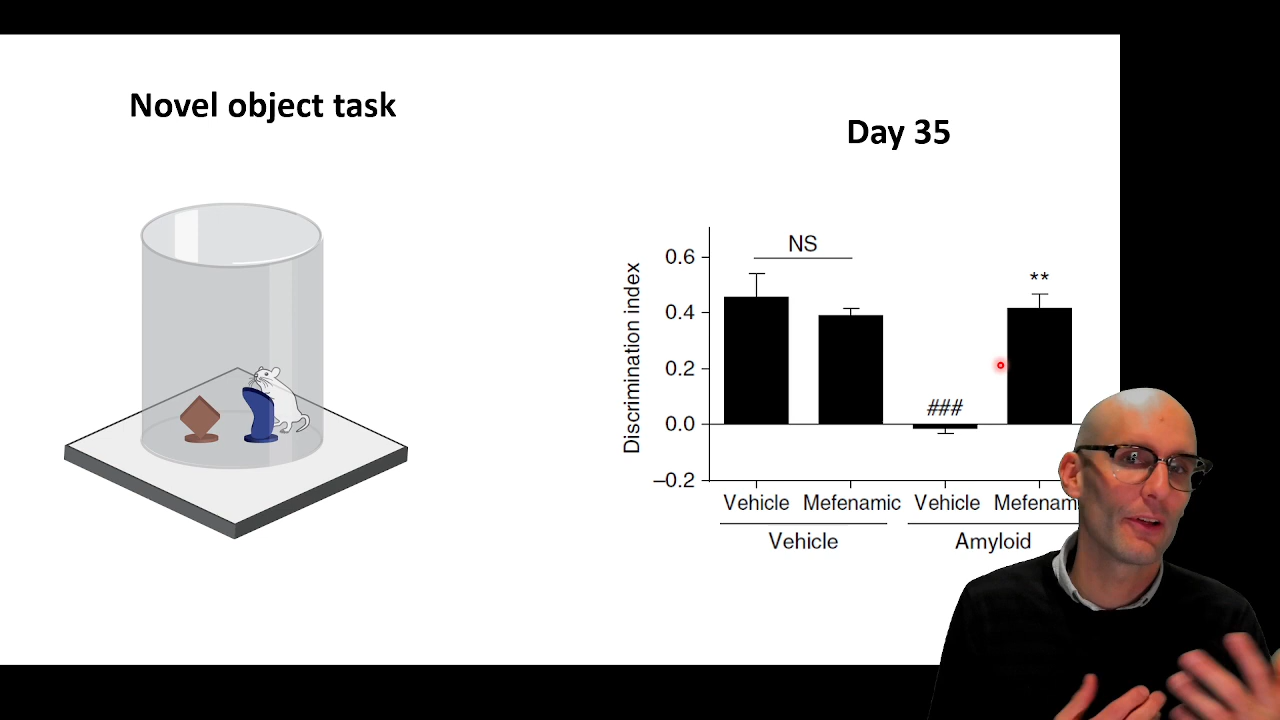 Novel object task
Day 35
NS
**
###
Discrimination index
0.6
0.4
0.2
0.0
–0.2
Vehicle Mefenamic Vehicle Mefenam
Vehicle Amyloid